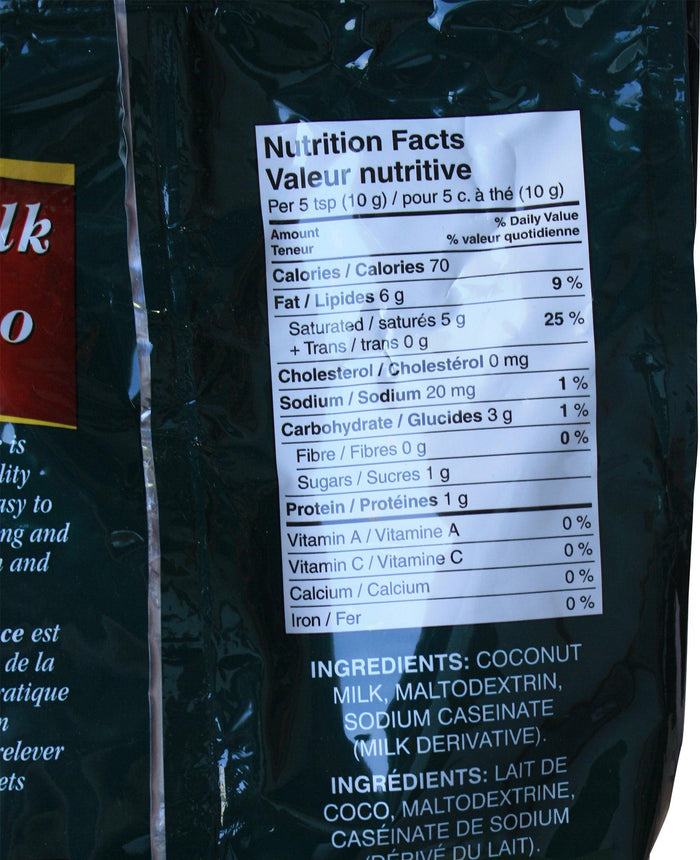 lk
o
is
lity
asy to
ng and
and
ce est
de la
ratique
n
relever
ets
Nutrition Facts
Valeur nutritive
Per 5 tsp (10 g) / pour 5 c. à thé (10 g)
Amount % Daily Value
Teneur % valeur quotidienne
Calories / Calories 70
Fat / Lipides 6 g 9 %
Saturated / saturés 5 g 25 %
+ Trans / trans 0 g
Cholesterol / Cholestérol 0 mg
Sodium / Sodium 20 mg 1 %
Carbohydrate / Glucides 3 g 1 %
Fibre / Fibres 0 g 0 %
Sugars / Sucres 1 g
Protein / Protéines 1 g
Vitamin A / Vitamine A 0 %
Vitamin C / Vitamine C 0 %
Calcium / Calcium 0 %
Iron / Fer 0 %
INGREDIENTS: COCONUT
MILK, MALTODEXTRIN,
SODIUM CASEINATE
(MILK DERIVATIVE).
INGRÉDIENTS: LAIT DE
COCO, MALTODEXTRINE,
CASÉINATE DE SODIUM
(DÉRIVÉ DU LAIT).